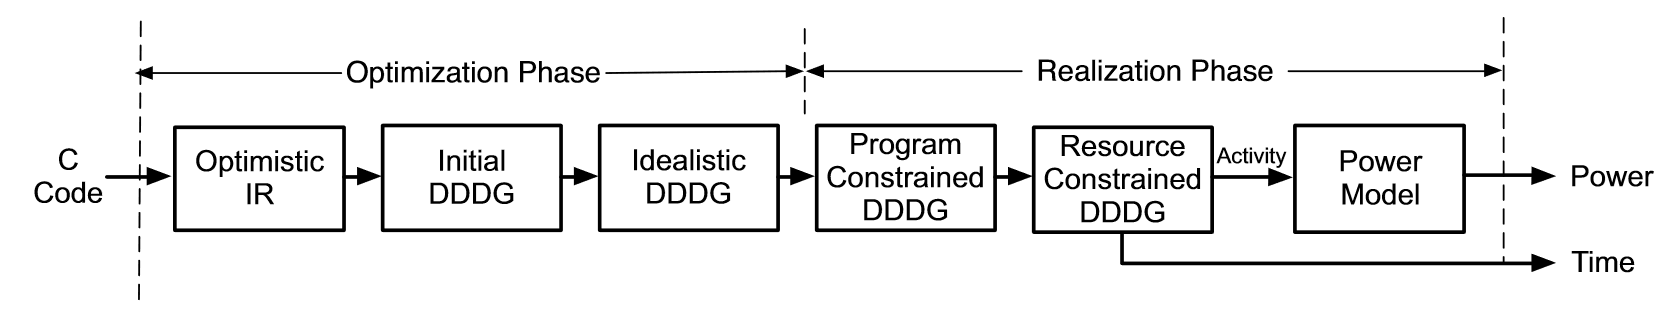 Optimization Phase
Realization Phase
C
Code
Optimistic
IR
Initial
DDDG
Idealistic
DDDG
Program
Constrained
DDDG
Resource
Constrained
DDDG
Activity
Power
Model
Power
Time